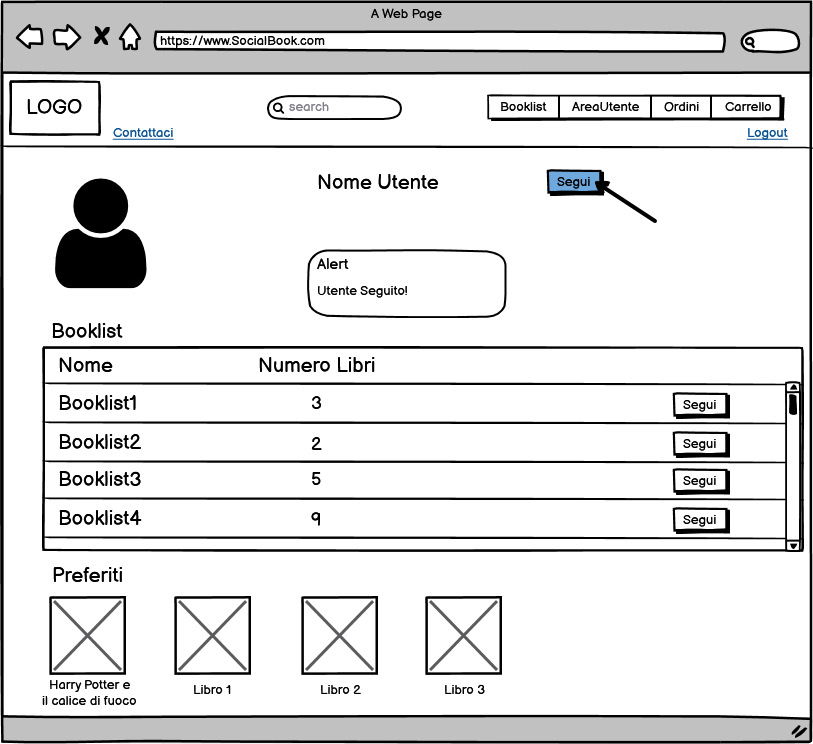 A Web Page
https://www.SocialBook.com
LOGO
search
Booklist AreaUtente Ordini Carrello
Contattaci
Logout
Nome Utente
Segui
Alert
Utente Seguito!
Booklist
Nome Numero Libri
Booklist1 3 Segui
Booklist2 2 Segui
Booklist3 5 Segui
Booklist4 9 Segui
Preferiti
Harry Potter e
il calice di fuoco
Libro 1
Libro 2
Libro 3